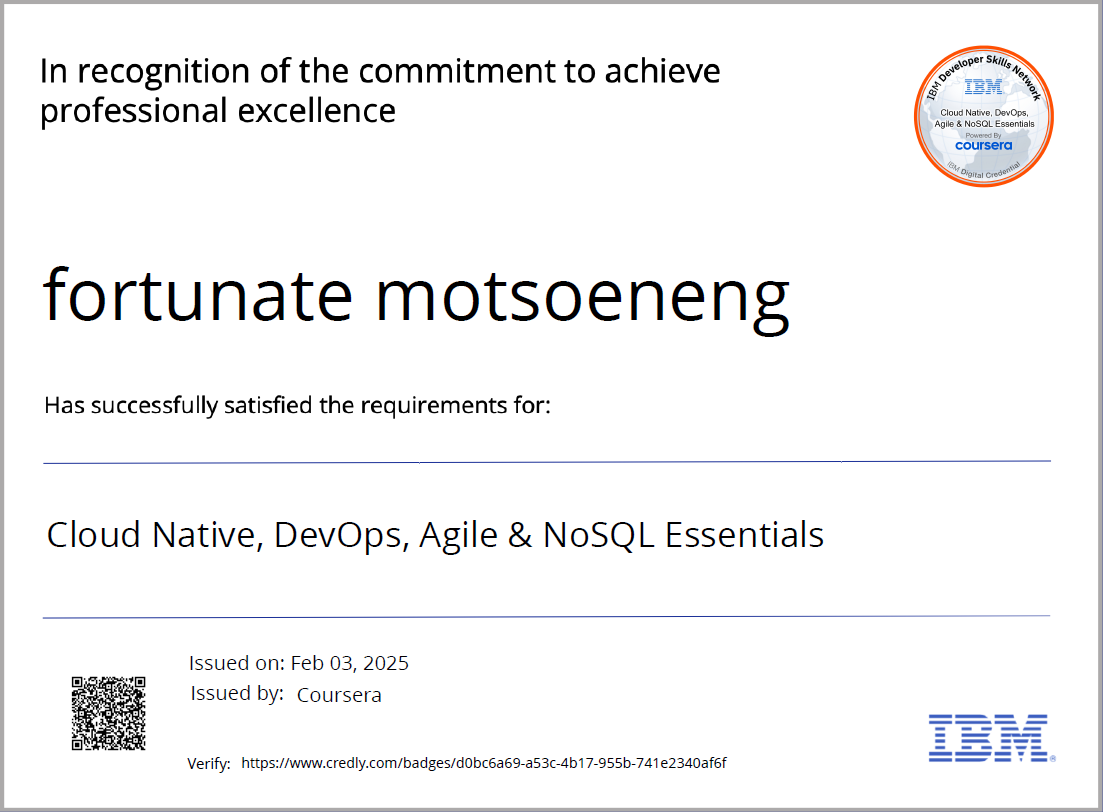 In recognition of the commitment to achieve
professional excellence
IBM Developer Skills Network
IBM
Cloud Native, DevOps,
Agile & NoSQL Essentials
Powered By
coursera
IBM Digital Credential
fortunate motsoeneng
Has successfully satisfied the requirements for:
Cloud Native, DevOps, Agile & NoSQL Essentials
Issued on: Feb 03, 2025
Issued by: Coursera
IBM®
Verify: https://www.credly.com/badges/d0bc6a69-a53c-4b17-955b-741e2340af6f